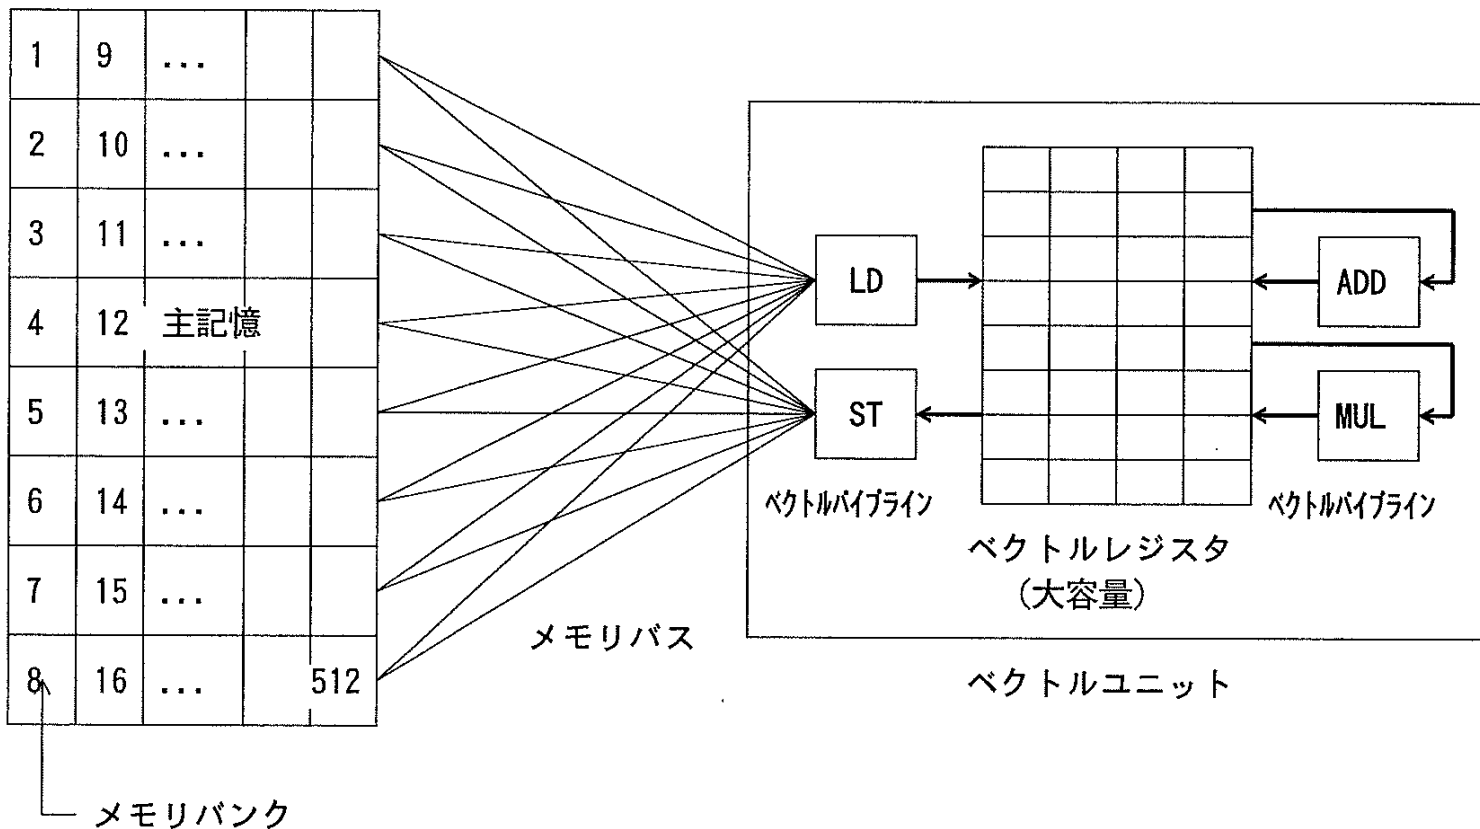 1 9 ...
2 10 ...
3 11 ...
4 12 主記憶
5 13 ...
6 14 ...
7 15 ...
8 16 ... 512
メモリバンク
メモリバス
LD
ST
ベクトルパイプライン
ベクトルレジスタ
(大容量)
ADD
MUL
ベクトルパイプライン
ベクトルユニット